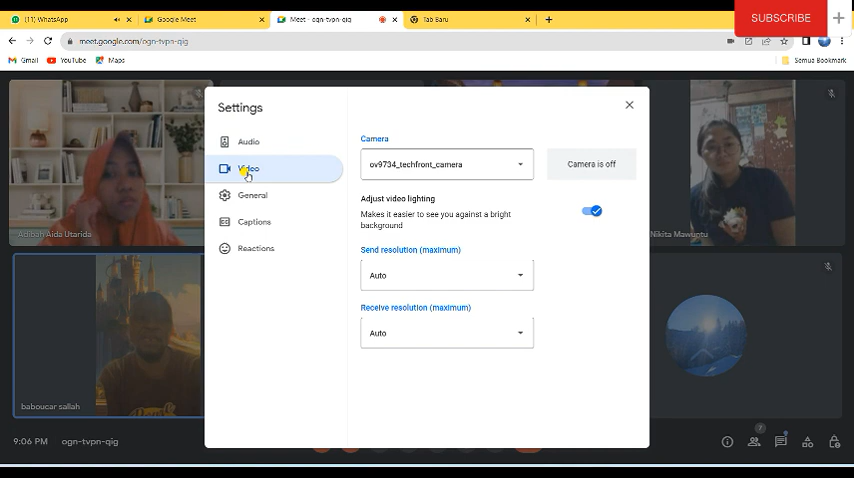 (11) WhatsApp
Google Meet
Meet - ogn-tvpn-qig
Tab Baru
SUBSCRIBE
meet.google.com/ogn-tvpn-qig
Gmail
YouTube
Maps
Semua Bookmark
Settings
Audio
Video
General
Captions
Reactions
Camera
ov9734_techfront_camera
Camera is off
Adjust video lighting
Makes it easier to see you against a bright
background
Send resolution (maximum)
Auto
Receive resolution (maximum)
Auto
Adibah Aida Utarida
Nikita Mawuntu
baboucar sallah
9:06 PM
ogn-tvpn-qig
7